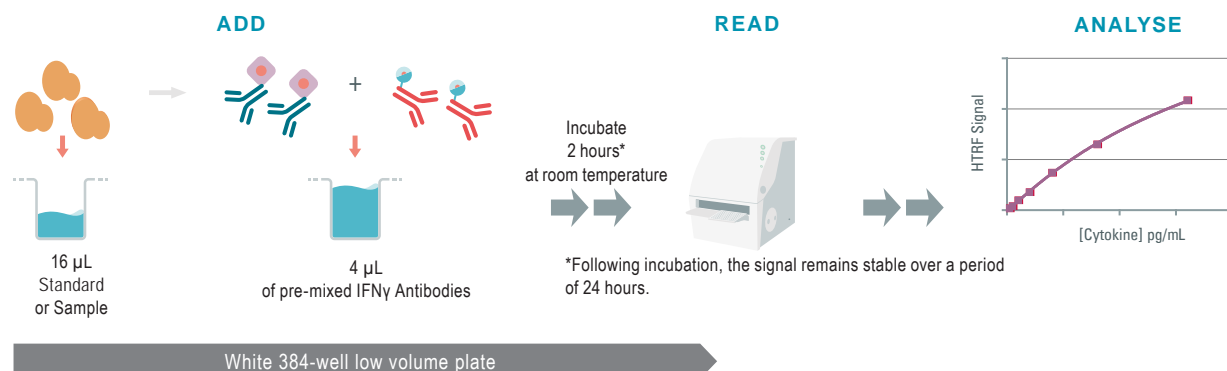 ADD
READ
ANALYSE
+
Incubate
2 hours*
at room temperature
HTRF Signal
[Cytokine] pg/mL
16 µL
Standard
or Sample
4 µL
of pre-mixed IFNγ Antibodies
*Following incubation, the signal remains stable over a period
of 24 hours.
White 384-well low volume plate